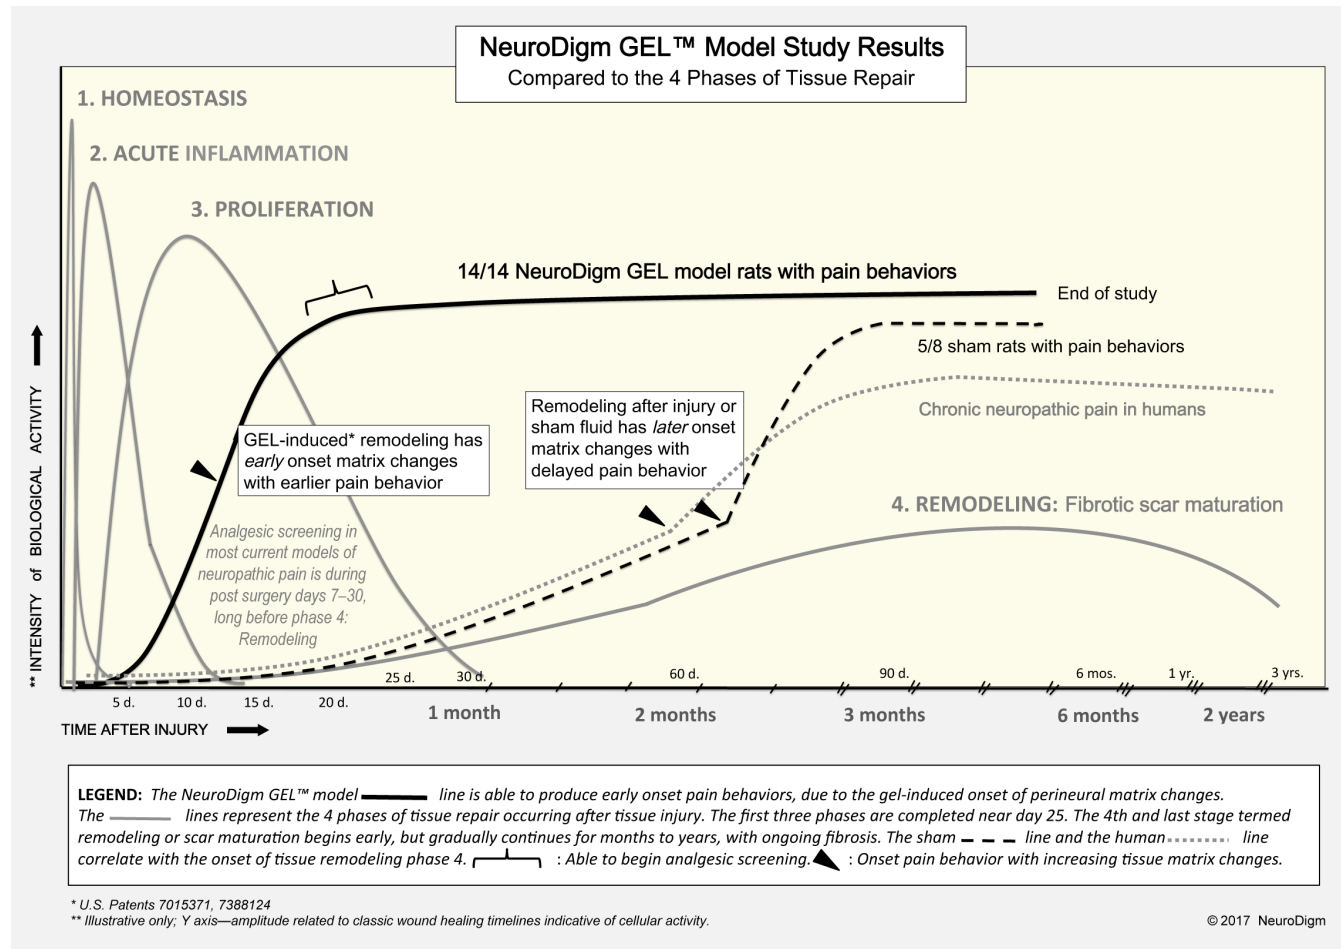 NeuroDigm GEL™ Model Study Results
Compared to the 4 Phases of Tissue Repair
1. HOMEOSTASIS
2. ACUTE INFLAMMATION
3. PROLIFERATION
14/14 NeuroDigm GEL model rats with pain behaviors
End of study
5/8 sham rats with pain behaviors
Chronic neuropathic pain in humans
Remodeling after injury or
sham fluid has later onset
matrix changes with
delayed pain behavior
GEL-induced* remodeling has
early onset matrix changes
with earlier pain behavior
4. REMODELING: Fibrotic scar maturation
Analgesic screening in
most current models of
neuropathic pain is during
post surgery days 7–30,
long before phase 4:
Remodeling
** INTENSITY of BIOLOGICAL ACTIVITY
25 d.
30 d.
60 d.
90 d.
6 mos.
1 yr.
3 yrs.
5 d.
10 d.
15 d.
20 d.
1 month
2 months
3 months
6 months
2 years
TIME AFTER INJURY
LEGEND: The NeuroDigm GEL™ model line is able to produce early onset pain behaviors, due to the gel-induced onset of perineural matrix changes.
The lines represent the 4 phases of tissue repair occurring after tissue injury. The first three phases are completed near day 25. The 4th and last stage termed
remodeling or scar maturation begins early, but gradually continues for months to years, with ongoing fibrosis. The sham line and the human line
correlate with the onset of tissue remodeling phase 4. : Able to begin analgesic screening. : Onset pain behavior with increasing tissue matrix changes.
* U.S. Patents 7015371, 7388124
** Illustrative only; Y axis—amplitude related to classic wound healing timelines indicative of cellular activity.
© 2017 NeuroDigm